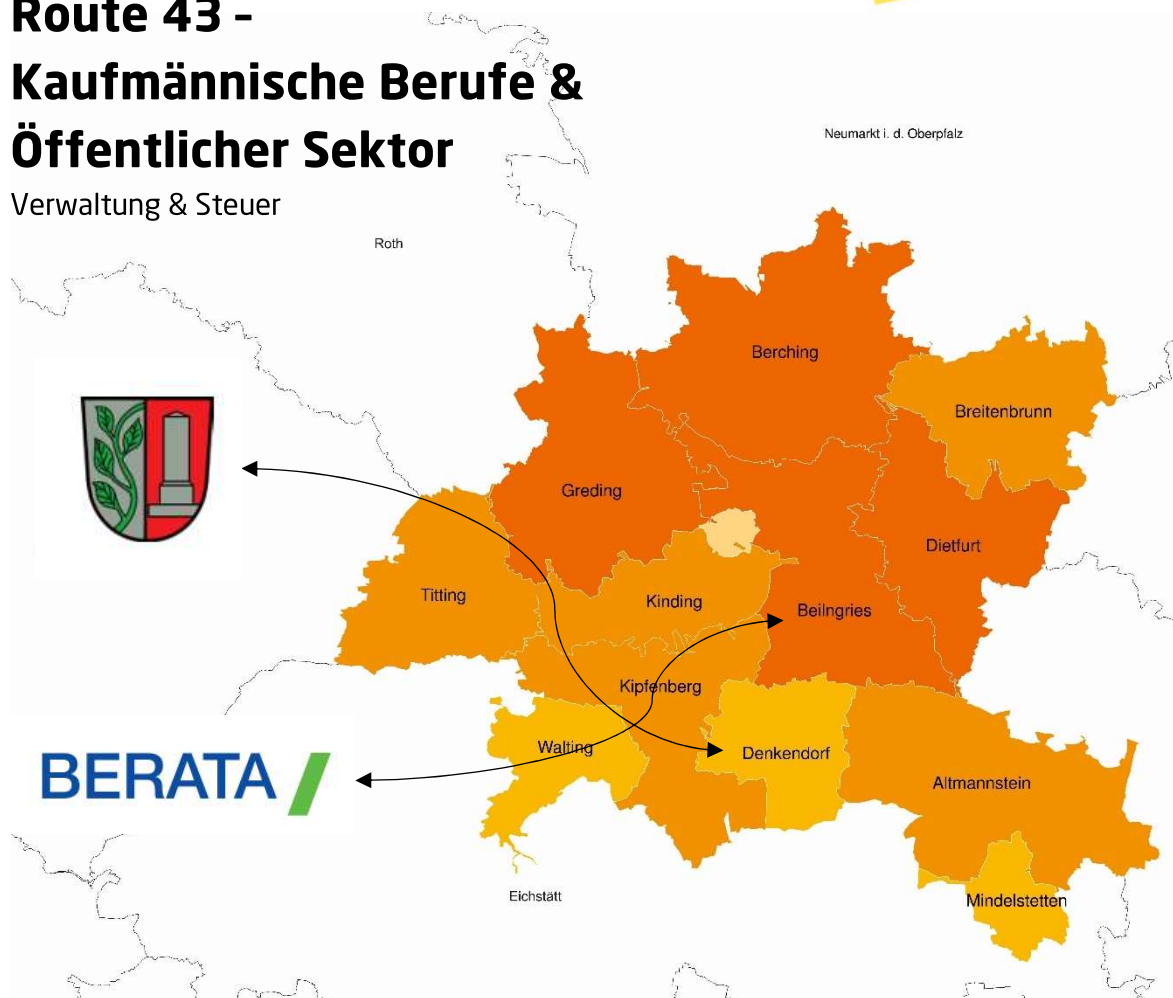 Route 43 –
Kaufmännische Berufe &
Öffentlicher Sektor
Verwaltung & Steuer
Neumarkt i. d. Oberpfalz
Roth
Berching
Breitenbrunn
Greding
Dietfurt
Titting
Kinding
Beilngries
Kipfenberg
Walting
Denkendorf
BERATA
Altmannstein
Eichstätt
Mindelstetten